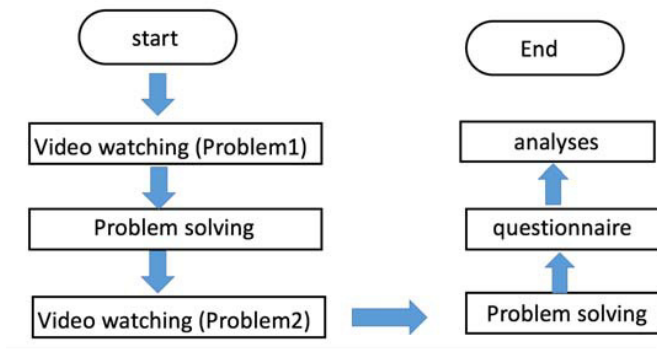 start
Video watching (Problem1)
Problem solving
Video watching (Problem2)
Problem solving
questionnaire
analyses
End